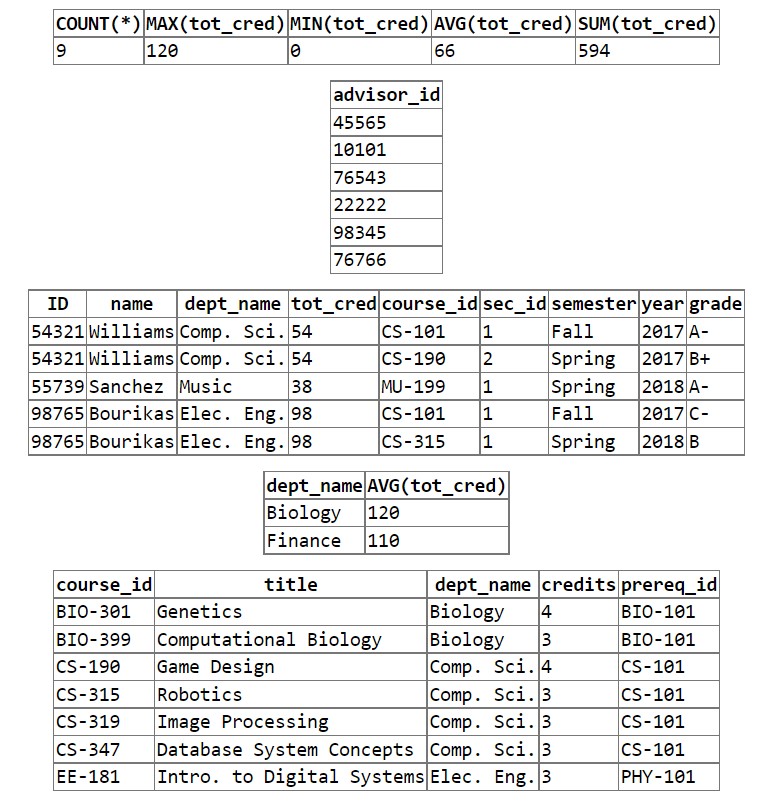 COUNT(*) MAX(tot_cred) MIN(tot_cred) AVG(tot_cred) SUM(tot_cred)
9 120 0 66 594
advisor_id
45565
10101
76543
22222
98345
76766
ID name dept_name tot_cred course_id sec_id semester year grade
54321 Williams Comp. Sci. 54 CS-101 1 Fall 2017 A-
54321 Williams Comp. Sci. 54 CS-190 2 Spring 2017 B+
55739 Sanchez Music 38 MU-199 1 Spring 2018 A-
98765 Bourikas Elec. Eng. 98 CS-101 1 Fall 2017 C-
98765 Bourikas Elec. Eng. 98 CS-315 1 Spring 2018 B
dept_name AVG(tot_cred)
Biology 120
Finance 110
course_id title dept_name credits prereq_id
BIO-301 Genetics Biology 4 BIO-101
BIO-399 Computational Biology Biology 3 BIO-101
CS-190 Game Design Comp. Sci. 4 CS-101
CS-315 Robotics Comp. Sci. 3 CS-101
CS-319 Image Processing Comp. Sci. 3 CS-101
CS-347 Database System Concepts Comp. Sci. 3 CS-101
EE-181 Intro. to Digital Systems Elec. Eng. 3 PHY-101